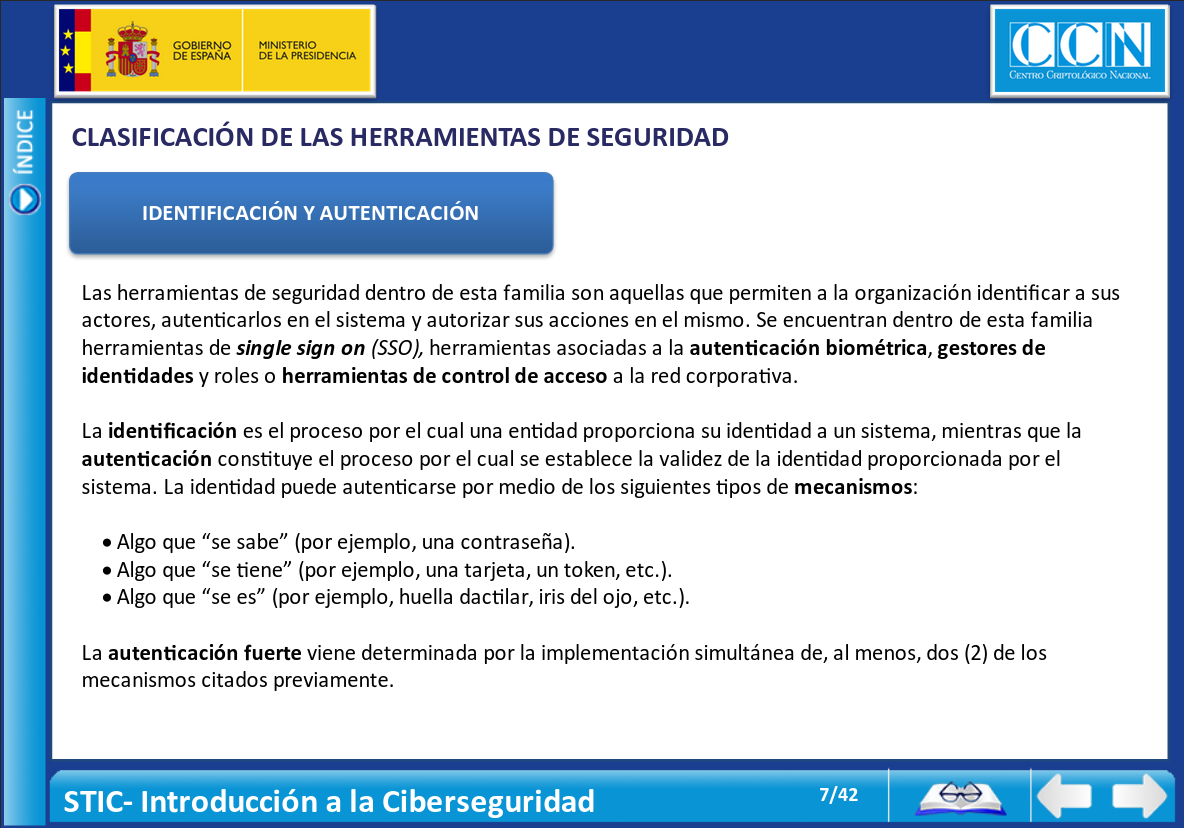 GOBIERNO
DE ESPAÑA
MINISTERIO
DE LA PRESIDENCIA
CCN
CENTRO CRIPTOLÓGICO NACIONAL
ÍNDICE
CLASIFICACIÓN DE LAS HERRAMIENTAS DE SEGURIDAD
IDENTIFICACIÓN Y AUTENTICACIÓN
Las herramientas de seguridad dentro de esta familia son aquellas que permiten a la organización identificar a sus
actores, autenticarlos en el sistema y autorizar sus acciones en el mismo. Se encuentran dentro de esta familia
herramientas de single sign on (SSO), herramientas asociadas a la autenticación biométrica, gestores de
identidades y roles o herramientas de control de acceso a la red corporativa.
La identificación es el proceso por el cual una entidad proporciona su identidad a un sistema, mientras que la
autenticación constituye el proceso por el cual se establece la validez de la identidad proporcionada por el
sistema. La identidad puede autenticarse por medio de los siguientes tipos de mecanismos:
• Algo que “se sabe” (por ejemplo, una contraseña).
• Algo que “se tiene” (por ejemplo, una tarjeta, un token, etc.).
• Algo que “se es” (por ejemplo, huella dactilar, iris del ojo, etc.).
La autenticación fuerte viene determinada por la implementación simultánea de, al menos, dos (2) de los
mecanismos citados previamente.
STIC- Introducción a la Ciberseguridad
7/42